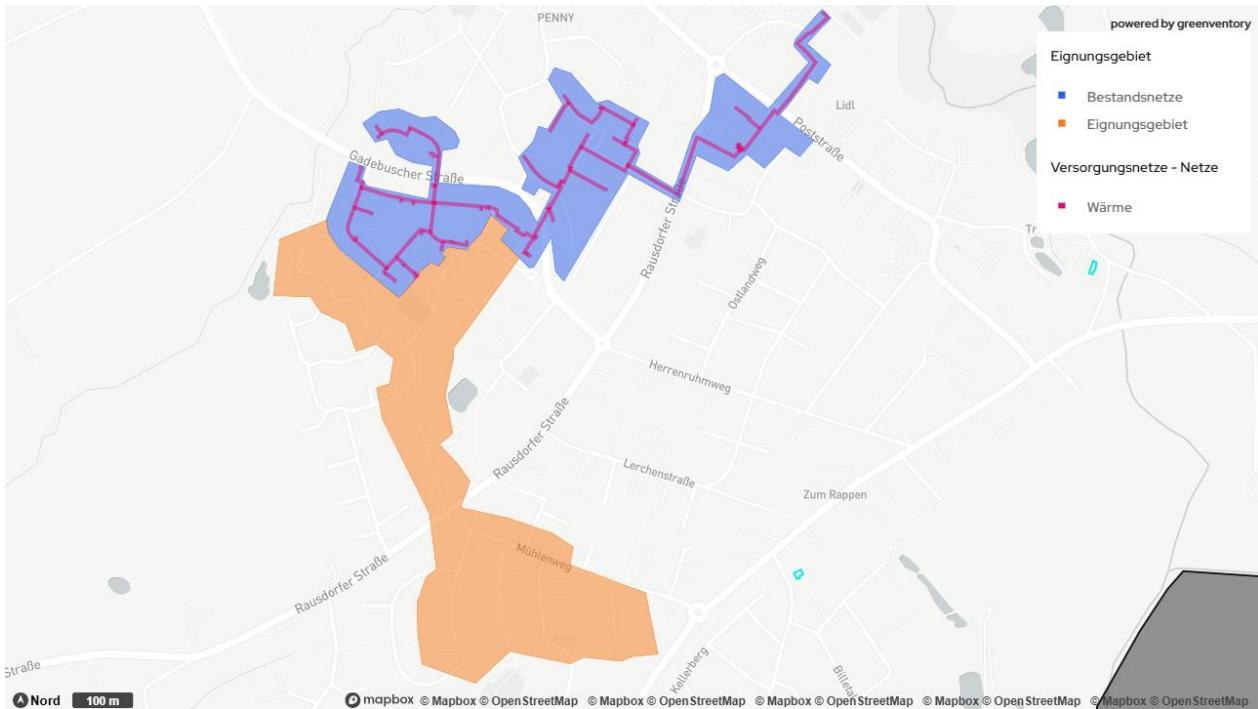 PENNY
powered by greenventory
Eignungsgebiet
Bestandsnetze
Eignungsgebiet
Versorgungsnetze - Netze
Wärme
Lidl
Poststraße
Gadebuscher Straße
Rausdorfer Straße
Tr
Ostlandweg
Herrenruhmweg
Rausdorfer Straße
Lerchenstraße
Zum Rappen
Mühlenweg
Rausdorfer Straße
Straße
Kellerberg
Billetal
Nord
100 m
mapbox © Mapbox © OpenStreetMap © Mapbox © OpenStreetMap © Mapbox © OpenStreetMap © Mapbox © OpenStreetMap © Mapbox © OpenStreetMap